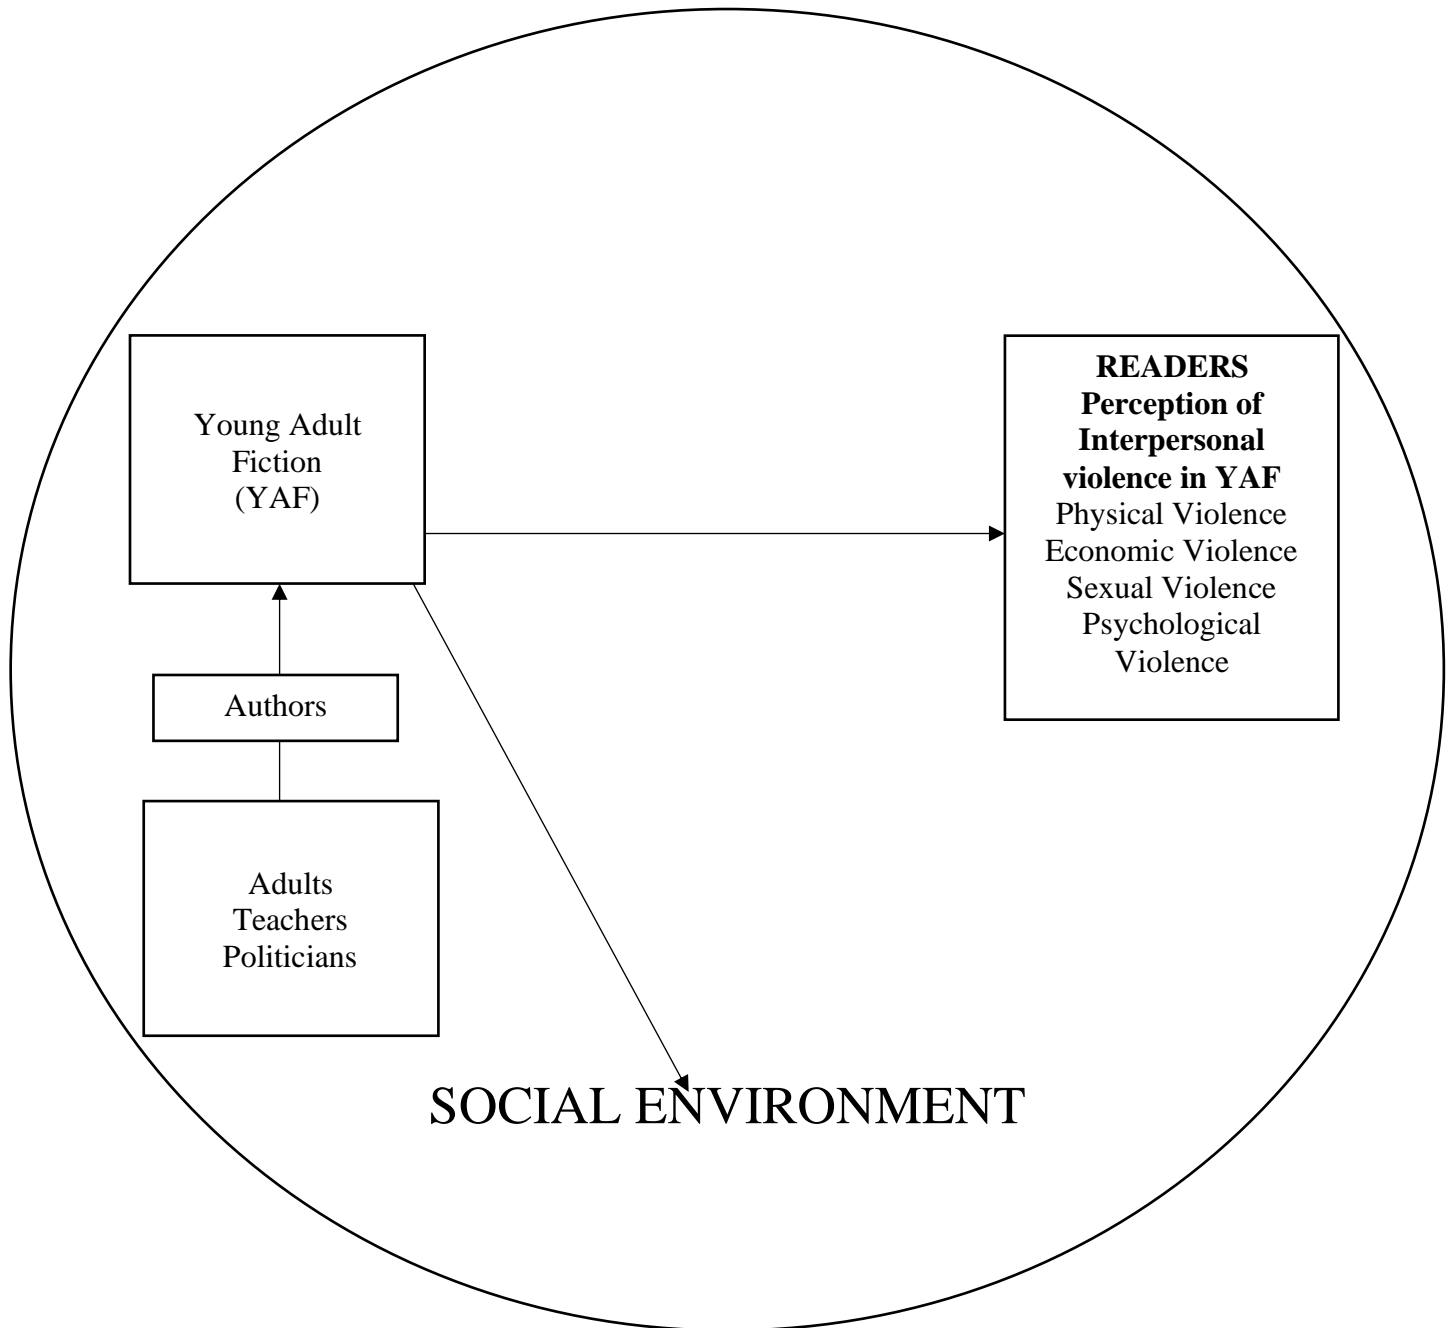 Young Adult
Fiction
(YAF)
READERS
Perception of
Interpersonal
violence in YAF
Physical Violence
Economic Violence
Sexual Violence
Psychological
Violence
Authors
Adults
Teachers
Politicians
SOCIAL ENVIRONMENT